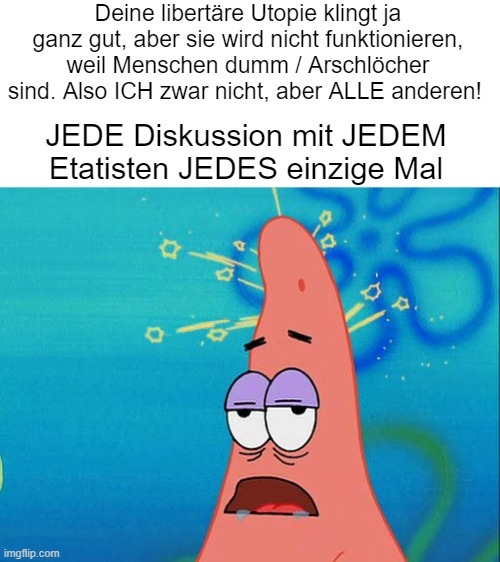 Deine libertäre Utopie klingt ja
ganz gut, aber sie wird nicht funktionieren,
weil Menschen dumm / Arschlöcher
sind. Also ICH zwar nicht, aber ALLE anderen!
JEDE Diskussion mit JEDEM
Etatisten JEDES einzige Mal
imgflip.com